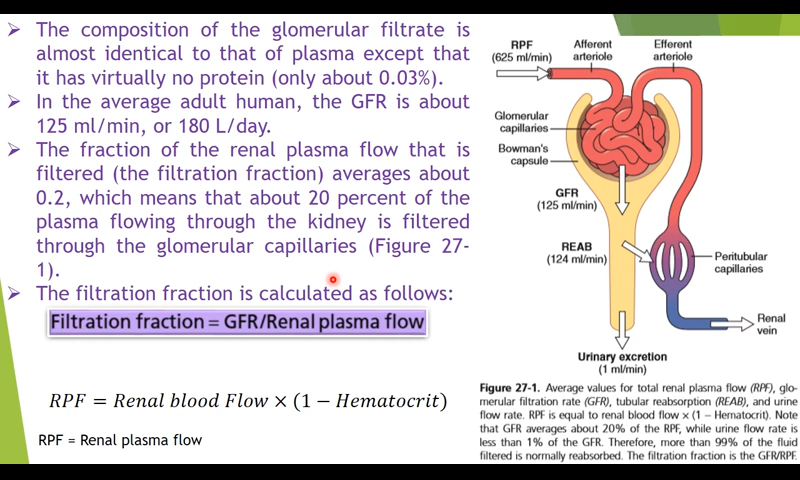 ➤ The composition of the glomerular filtrate is
almost identical to that of plasma except that
it has virtually no protein (only about 0.03%).
➤ In the average adult human, the GFR is about
125 ml/min, or 180 L/day.
➤ The fraction of the renal plasma flow that is
filtered (the filtration fraction) averages about
0.2, which means that about 20 percent of the
plasma flowing through the kidney is filtered
through the glomerular capillaries (Figure 27-
1).
➤ The filtration fraction is calculated as follows:
Filtration fraction = GFR/Renal plasma flow
RPF = Renal blood Flow × (1 − Hematocrit)
RPF = Renal plasma flow
RPF
(625 ml/min)
Afferent
arteriole
Efferent
arteriole
Glomerular
capillaries
Bowman's
capsule
GFR
(125 ml/min)
REAB
(124 ml/min)
Peritubular
capillaries
Renal
vein
Urinary excretion
(1 ml/min)
Figure 27-1. Average values for total renal plasma flow (RPF), glo-
merular filtration rate (GFR), tubular reabsorption (REAB), and urine
flow rate. RPF is equal to renal blood flow × (1 − Hematocrit). Note
that GFR averages about 20% of the RPF, while urine flow rate is
less than 1% of the GFR. Therefore, more than 99% of the fluid
filtered is normally reabsorbed. The filtration fraction is the GFR/RPF.